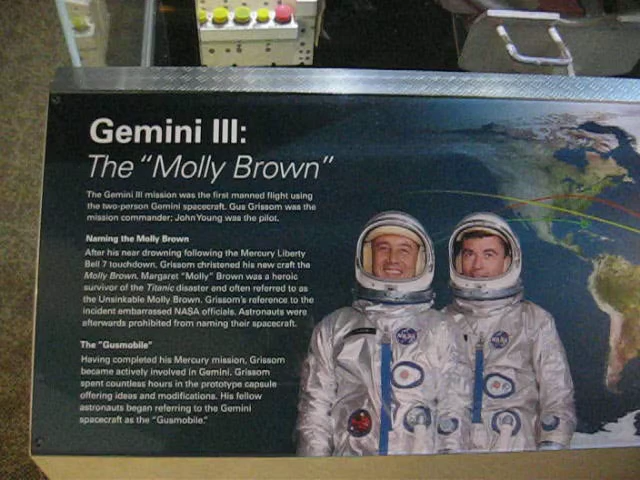 Gemini III:
The "Molly Brown"
The Gemini III mission was the first manned flight using
the two-person Gemini spacecraft. Gus Grissom was the
mission commander; John Young was the pilot.
Naming the Molly Brown
After his near drowning following the Mercury Liberty
Bell 7 touchdown, Grissom christened his new craft the
Molly Brown. Margaret "Molly" Brown was a heroic
survivor of the Titanic disaster and often referred to as
the Unsinkable Molly Brown. Grissom's reference to the
incident embarrassed NASA officials. Astronauts were
afterwards prohibited from naming their spacecraft.
The "Gusmobile"
Having completed his Mercury mission, Grissom
became actively involved in Gemini. Grissom
spent countless hours in the prototype capsule
offering ideas and modifications. His fellow
astronauts began referring to the Gemini
spacecraft as the "Gusmobile."
NASA
NASA